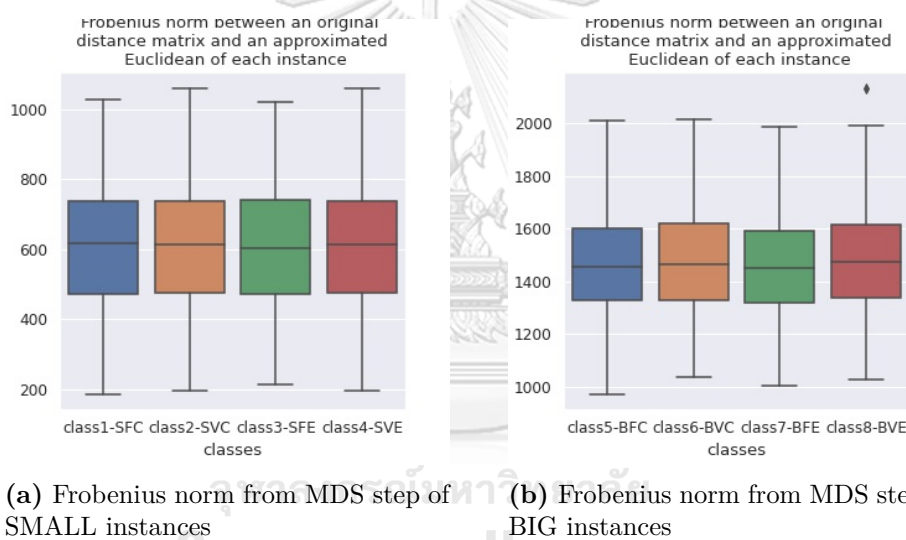 Frobenius norm between an original
distance matrix and an approximated
Euclidean of each instance
1000
800
600
400
200
class1-SFC class2-SVC class3-SFE class4-SVE
classes
(a) Frobenius norm from MDS step of
SMALL instances
Frobenius norm between an original
distance matrix and an approximated
Euclidean of each instance
2000
1800
1600
1400
1200
1000
class5-BFC class6-BVC class7-BFE class8-BVE
classes
(b) Frobenius norm from MDS ste
BIG instances